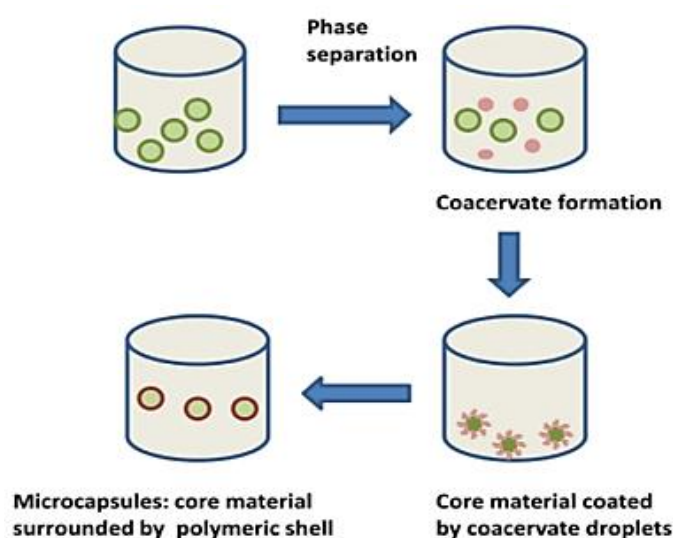 Phase
separation
Coacervate formation
Microcapsules: core material
surrounded by polymeric shell
Core material coated
by coacervate droplets